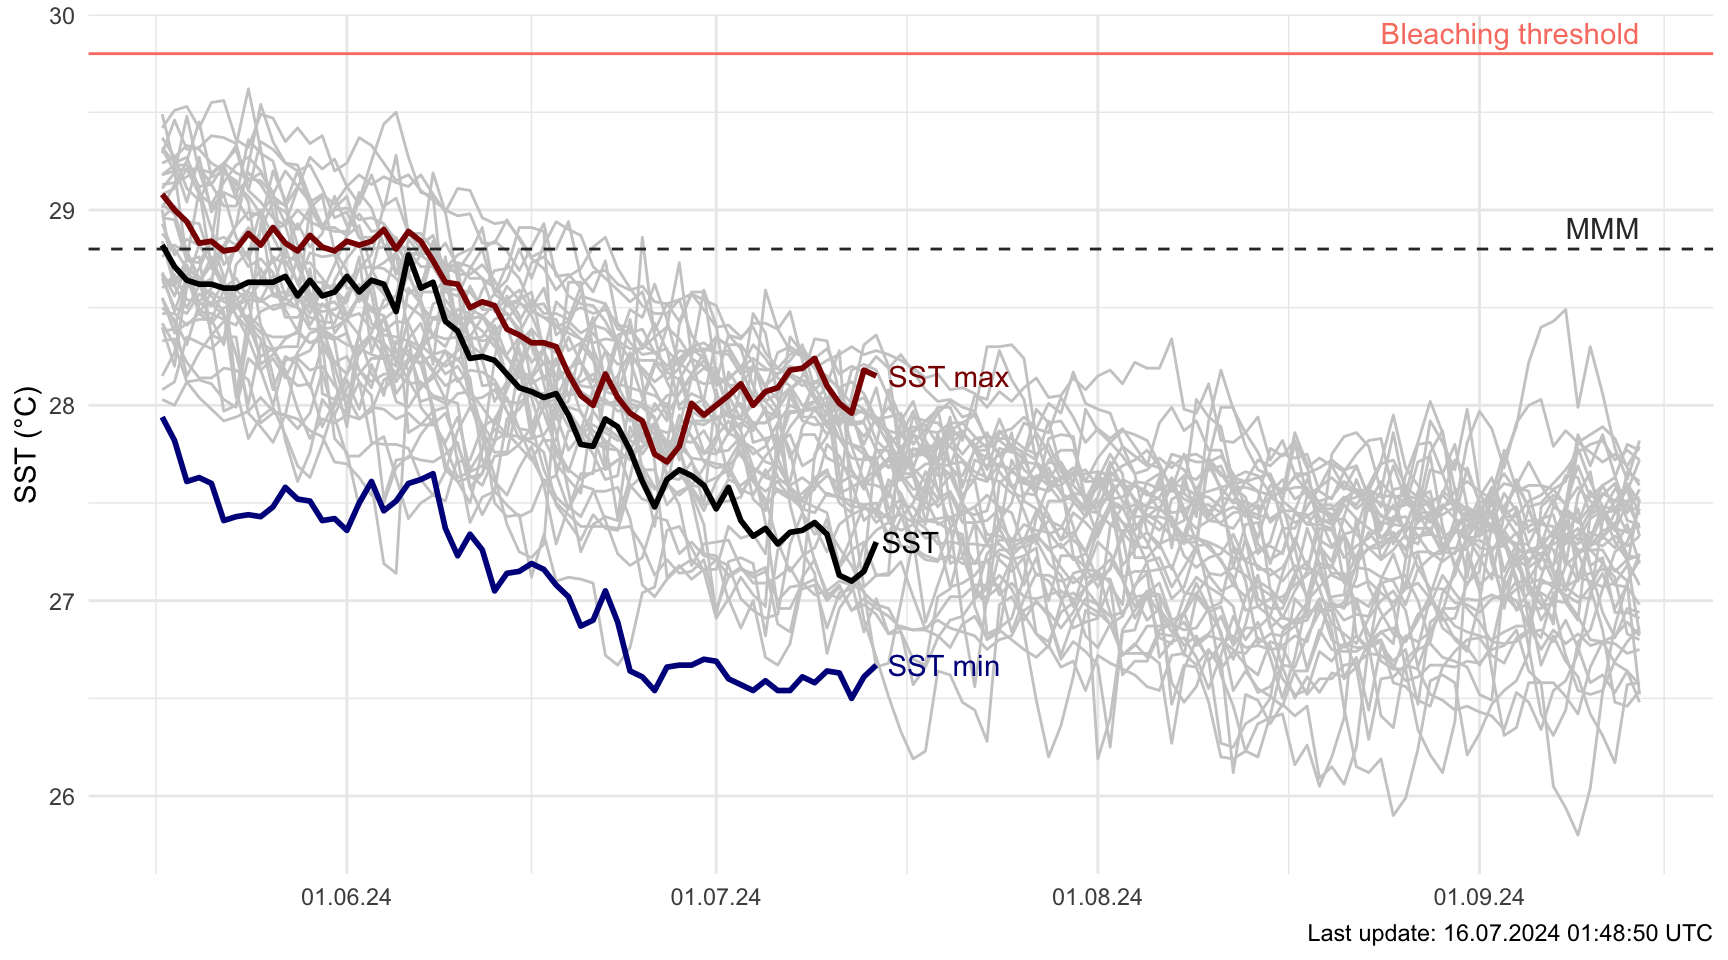 30
Bleaching threshold
29
MMM
28
SST max
SST
27
SST min
26
SST (°C)
01.06.24
01.07.24
01.08.24
01.09.24
Last update: 16.07.2024 01:48:50 UTC